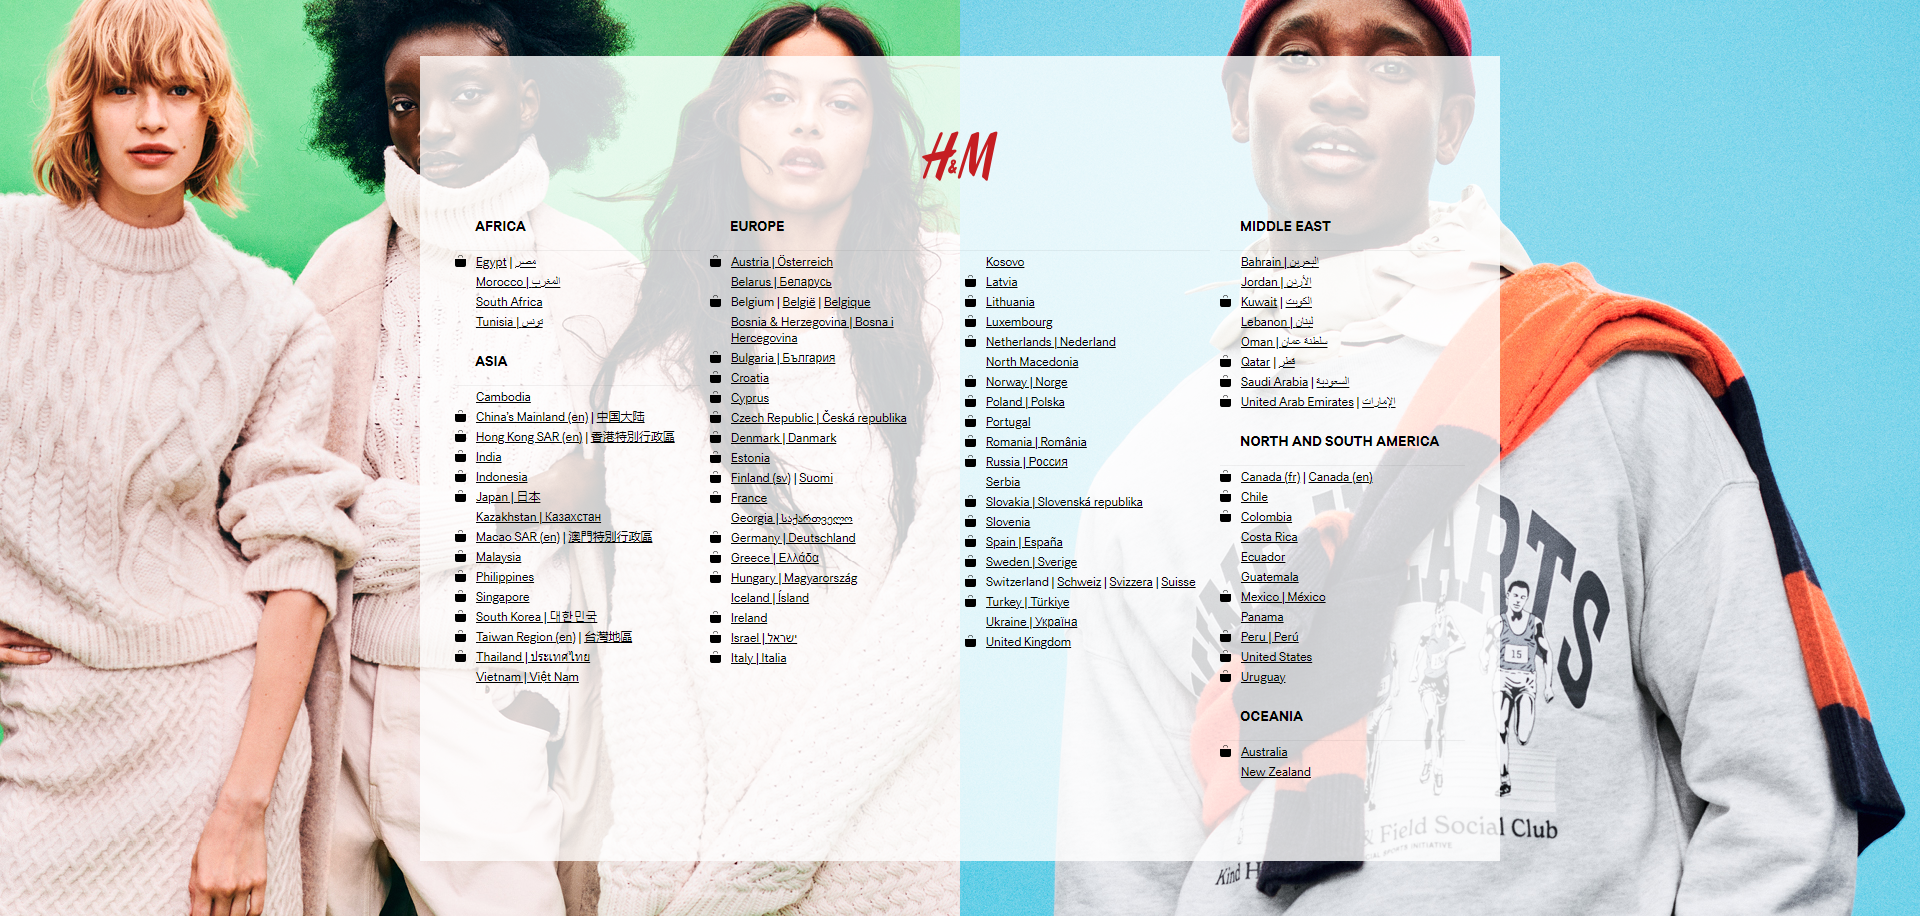 H&M
AFRICA
Egypt | مصر
Morocco | المغرب
South Africa
Tunisia | تونس
ASIA
Cambodia
China's Mainland (en) | 中国大陆
Hong Kong SAR (en) | 香港特別行政區
India
Indonesia
Japan | 日本
Kazakhstan | Казахстан
Macao SAR (en) | 澳門特別行政區
Malaysia
Philippines
Singapore
South Korea | 대한민국
Taiwan Region (en) | 台灣地區
Thailand | ประเทศไทย
Vietnam | Việt Nam
EUROPE
Austria | Österreich
Belarus | Беларусь
Belgium | België | Belgique
Bosnia & Herzegovina | Bosna i
Hercegovina
Bulgaria | България
Croatia
Cyprus
Czech Republic | Česká republika
Denmark | Danmark
Estonia
Finland (sv) | Suomi
France
Georgia | საქართველო
Germany | Deutschland
Greece | Ελλάδα
Hungary | Magyarország
Iceland | Ísland
Ireland
Israel | ישראל
Italy | Italia
Kosovo
Latvia
Lithuania
Luxembourg
Netherlands | Nederland
North Macedonia
Norway | Norge
Poland | Polska
Portugal
Romania | România
Russia | Россия
Serbia
Slovakia | Slovenská republika
Slovenia
Spain | España
Sweden | Sverige
Switzerland | Schweiz | Svizzera | Suisse
Turkey | Türkiye
Ukraine | Україна
United Kingdom
MIDDLE EAST
Bahrain | البحرين
Jordan | الأردن
Kuwait | الكويت
Lebanon | لبنان
Oman | سلطنة عمان
Qatar | قطر
Saudi Arabia | السعودية
United Arab Emirates | الإمارات
NORTH AND SOUTH AMERICA
Canada (fr) | Canada (en)
Chile
Colombia
Costa Rica
Ecuador
Guatemala
Mexico | México
Panama
Peru | Perú
United States
Uruguay
OCEANIA
Australia
New Zealand
ARTS
15
& Field Social Club
Kind H